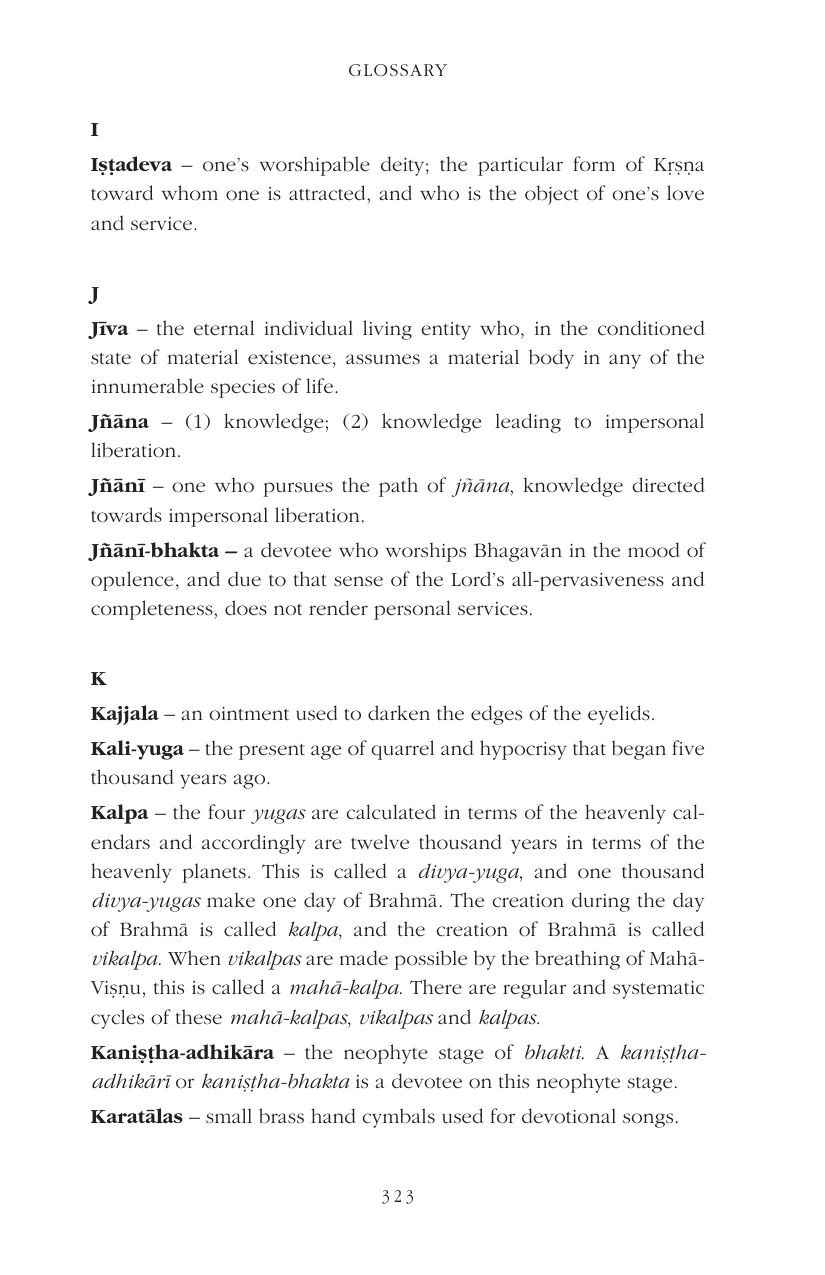 GLOSSARY
I
Iṣṭadeva – one’s worshipable deity; the particular form of Kṛṣṇa
toward whom one is attracted, and who is the object of one’s love
and service.
J
Jīva – the eternal individual living entity who, in the conditioned
state of material existence, assumes a material body in any of the
innumerable species of life.
Jñāna – (1) knowledge; (2) knowledge leading to impersonal
liberation.
Jñānī – one who pursues the path of jñāna, knowledge directed
towards impersonal liberation.
Jñānī-bhakta – a devotee who worships Bhagavān in the mood of
opulence, and due to that sense of the Lord’s all-pervasiveness and
completeness, does not render personal services.
K
Kajjala – an ointment used to darken the edges of the eyelids.
Kali-yuga – the present age of quarrel and hypocrisy that began five
thousand years ago.
Kalpa – the four yugas are calculated in terms of the heavenly cal-
endars and accordingly are twelve thousand years in terms of the
heavenly planets. This is called a divya-yuga, and one thousand
divya-yugas make one day of Brahmā. The creation during the day
of Brahmā is called kalpa, and the creation of Brahmā is called
vikalpa. When vikalpas are made possible by the breathing of Mahā-
Viṣṇu, this is called a mahā-kalpa. There are regular and systematic
cycles of these mahā-kalpas, vikalpas and kalpas.
Kaniṣṭha-adhikāra – the neophyte stage of bhakti. A kaniṣṭha-
adhikārī or kaniṣṭha-bhakta is a devotee on this neophyte stage.
Karatālas – small brass hand cymbals used for devotional songs.
323